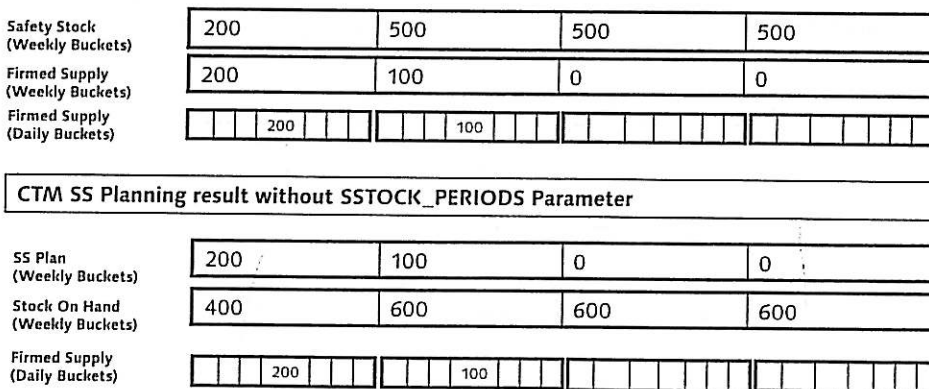 Safety Stock
(Weekly Buckets)
200 500 500 500
Firmed Supply
(Weekly Buckets)
200 100 0 0
Firmed Supply
(Daily Buckets)
200 100
CTM SS Planning result without SSTOCK_PERIODS Parameter
SS Plan
(Weekly Buckets)
200 100 0 0
Stock On Hand
(Weekly Buckets)
400 600 600 600
Firmed Supply
(Daily Buckets)
200 100